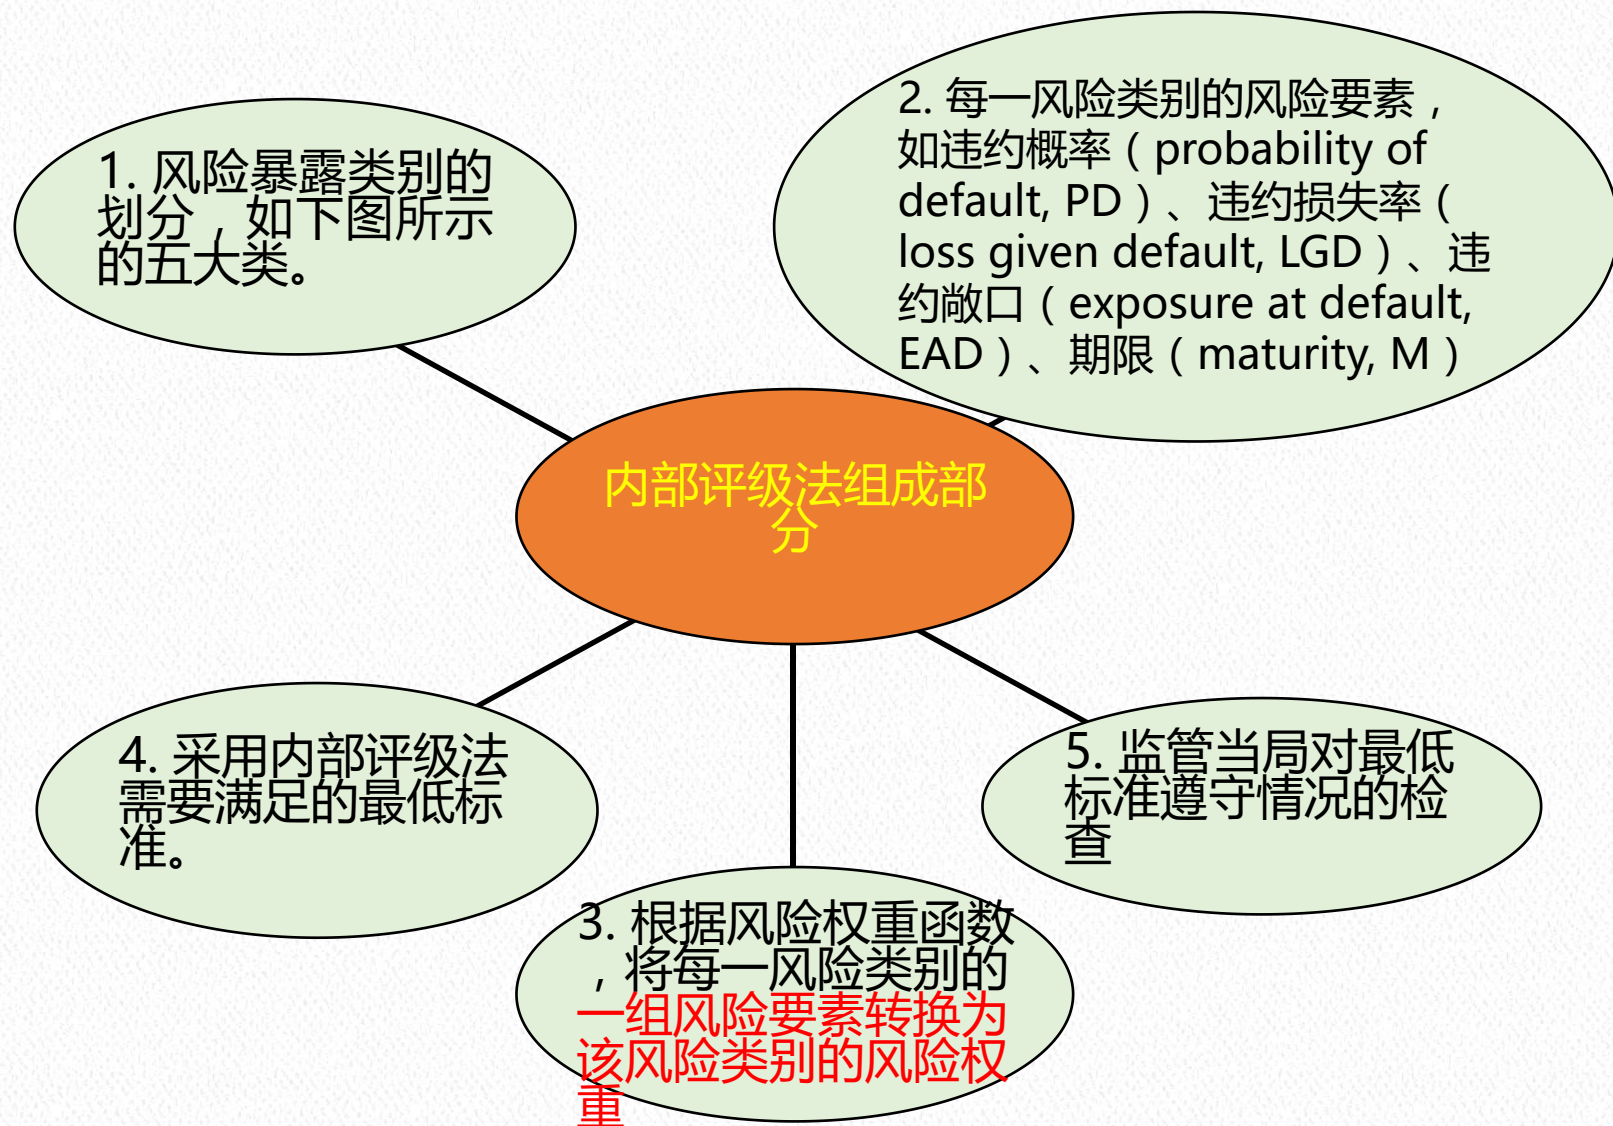 1. 风险暴露类别的
划分，如下图所示
的五大类。
2. 每一风险类别的风险要素，
如违约概率（probability of
default, PD）、违约损失率（
loss given default, LGD）、违
约敞口（exposure at default,
EAD）、期限（maturity, M）
内部评级法组成部
分
4. 采用内部评级法
需要满足的最低标
准。
5. 监管当局对最低
标准遵守情况的检
查
3. 根据风险权重函数
，将每一风险类别的
一组风险要素转换为
该风险类别的风险权
重